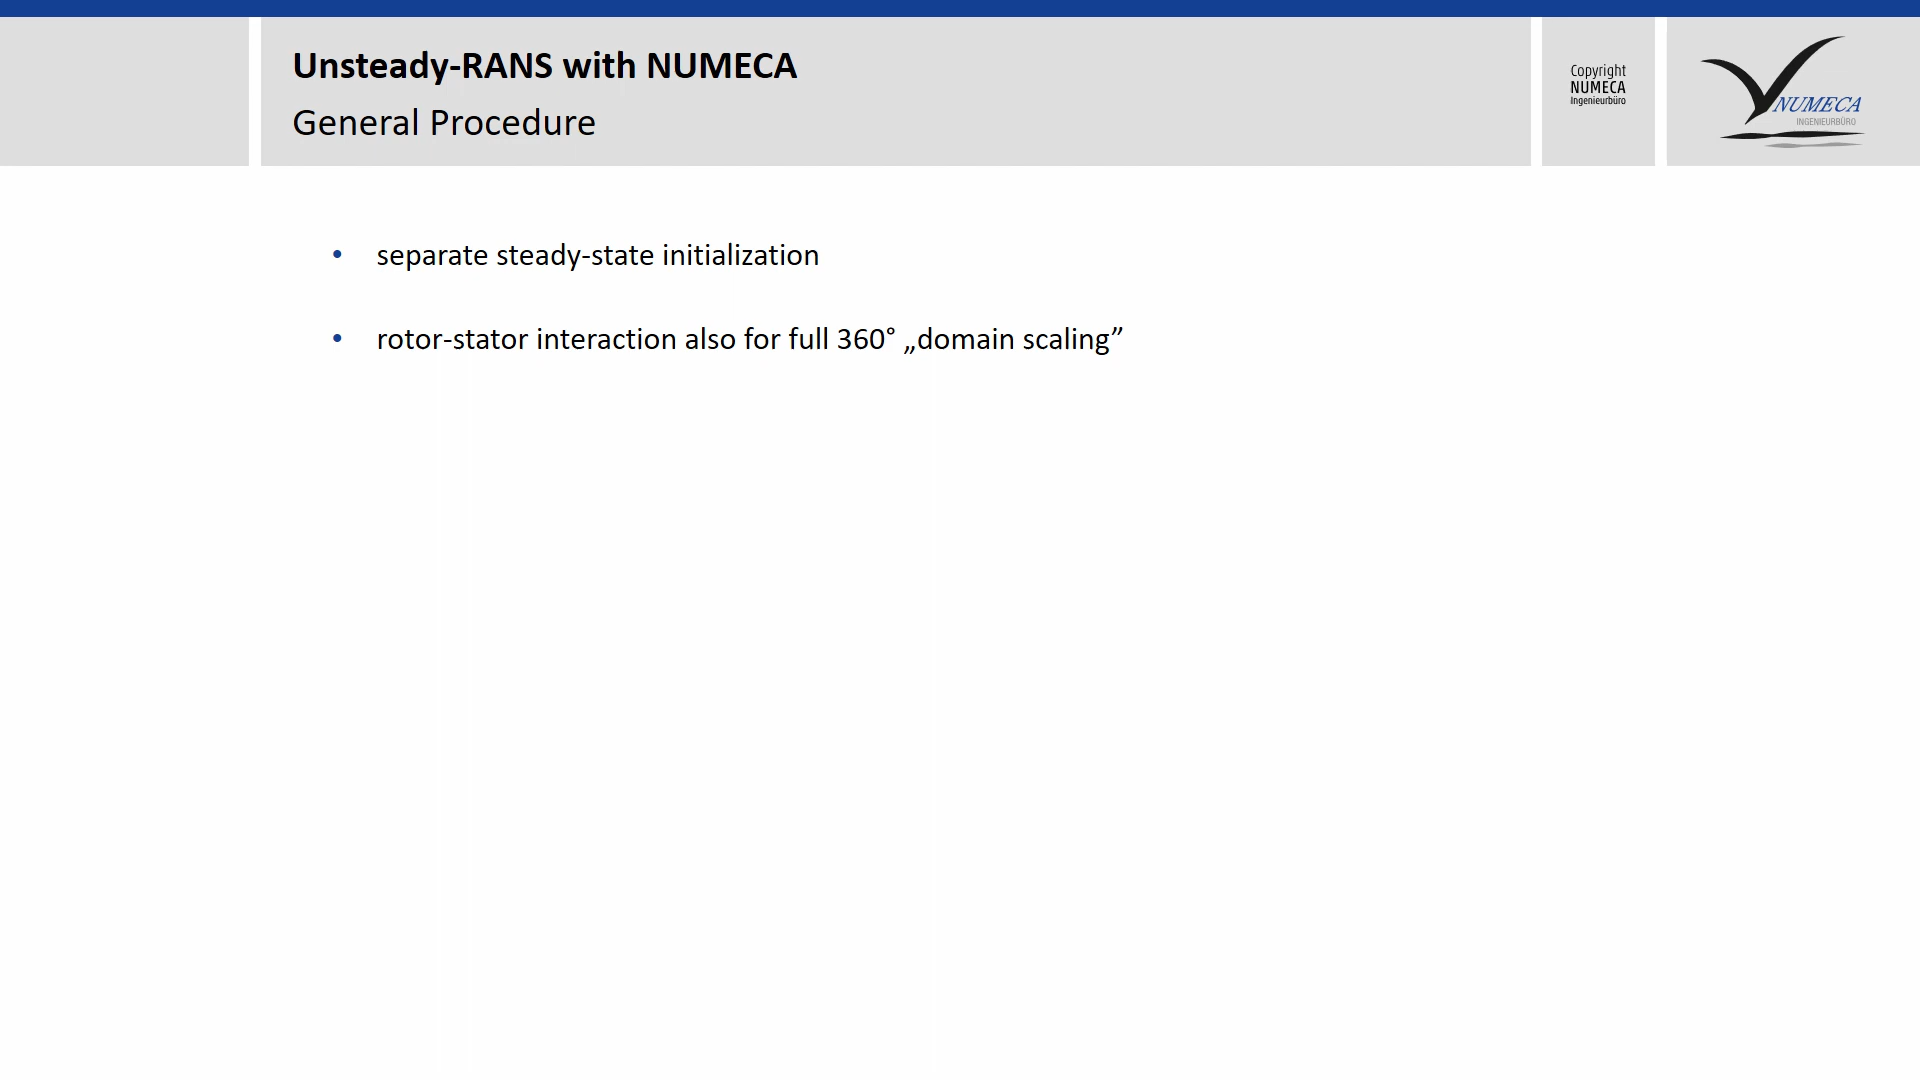 Unsteady-RANS with NUMECA
General Procedure
Copyright
NUMECA
Ingenieurbüro
NUMECA
INGENIEURBÜRO
• separate steady-state initialization
• rotor-stator interaction also for full 360° „domain scaling”